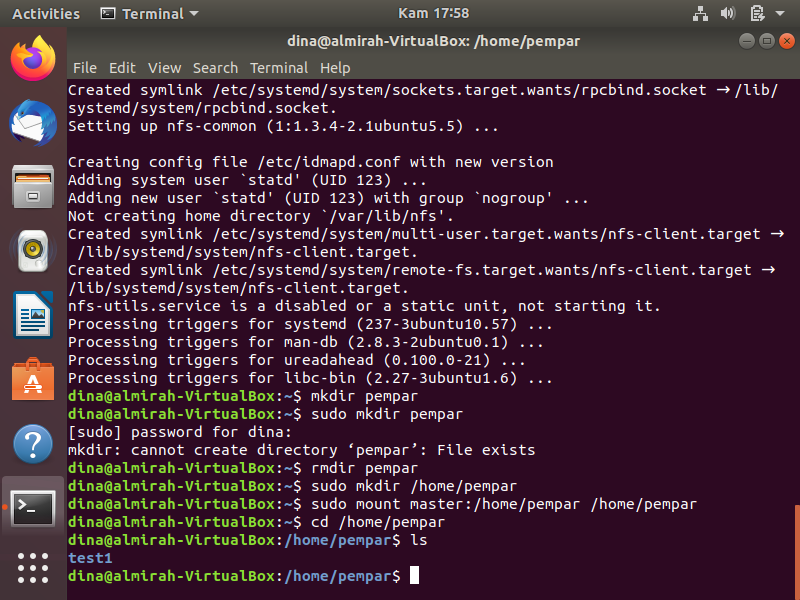 Activities Terminal Kam 17:58
dina@almirah-VirtualBox: /home/pempar
File Edit View Search Terminal Help
Created symlink /etc/systemd/system/sockets.target.wants/rpcbind.socket → /lib/
systemd/system/rpcbind.socket.
Setting up nfs-common (1:1.3.4-2.1ubuntu5.5) ...
Creating config file /etc/idmapd.conf with new version
Adding system user `statd' (UID 123) ...
Adding new user `statd' (UID 123) with group `nogroup' ...
Not creating home directory `/var/lib/nfs'.
Created symlink /etc/systemd/system/multi-user.target.wants/nfs-client.target →
/lib/systemd/system/nfs-client.target.
Created symlink /etc/systemd/system/remote-fs.target.wants/nfs-client.target →
/lib/systemd/system/nfs-client.target.
nfs-utils.service is a disabled or a static unit, not starting it.
Processing triggers for systemd (237-3ubuntu10.57) ...
Processing triggers for man-db (2.8.3-2ubuntu0.1) ...
Processing triggers for ureadahead (0.100.0-21) ...
Processing triggers for libc-bin (2.27-3ubuntu1.6) ...
dina@almirah-VirtualBox:~$ mkdir pempar
dina@almirah-VirtualBox:~$ sudo mkdir pempar
[sudo] password for dina:
mkdir: cannot create directory ‘pempar’: File exists
dina@almirah-VirtualBox:~$ rmdir pempar
dina@almirah-VirtualBox:~$ sudo mkdir /home/pempar
dina@almirah-VirtualBox:~$ sudo mount master:/home/pempar /home/pempar
dina@almirah-VirtualBox:~$ cd /home/pempar
dina@almirah-VirtualBox:/home/pempar$ ls
test1
dina@almirah-VirtualBox:/home/pempar$